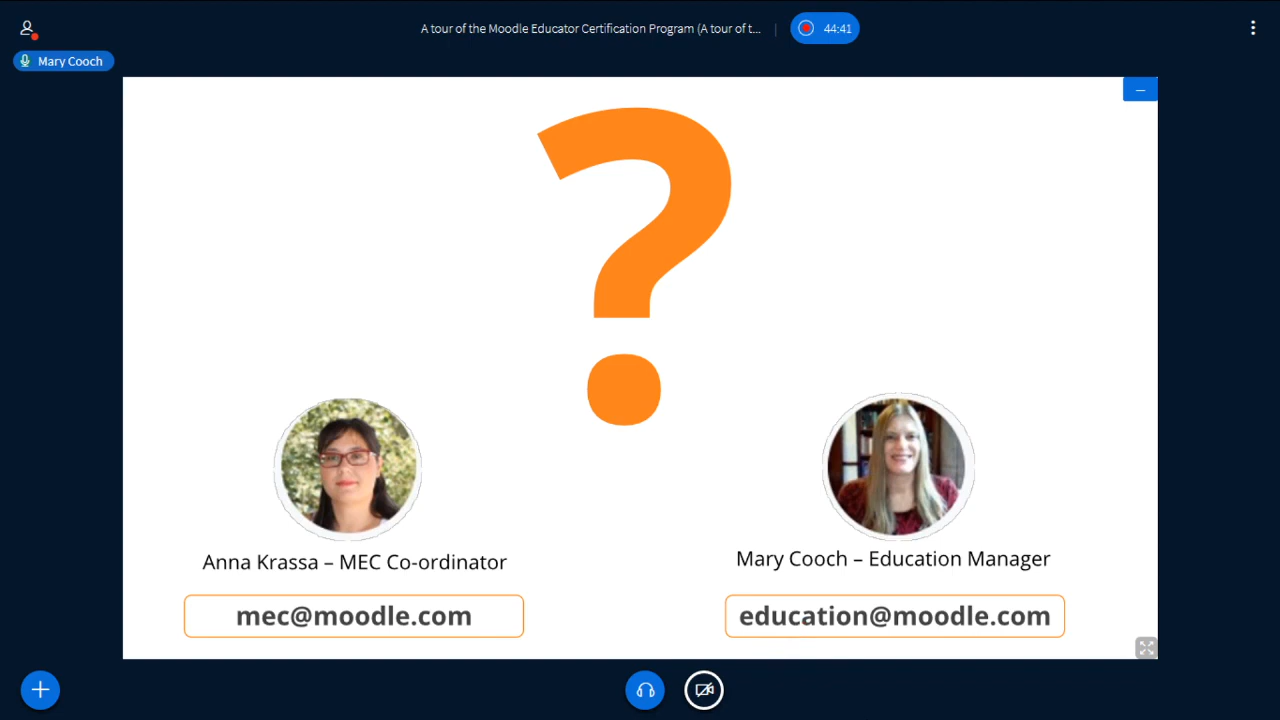 A tour of the Moodle Educator Certification Program (A tour of t...
44:41
Mary Cooch
?
Anna Krassa – MEC Co-ordinator
Mary Cooch – Education Manager
mec@moodle.com
education@moodle.com